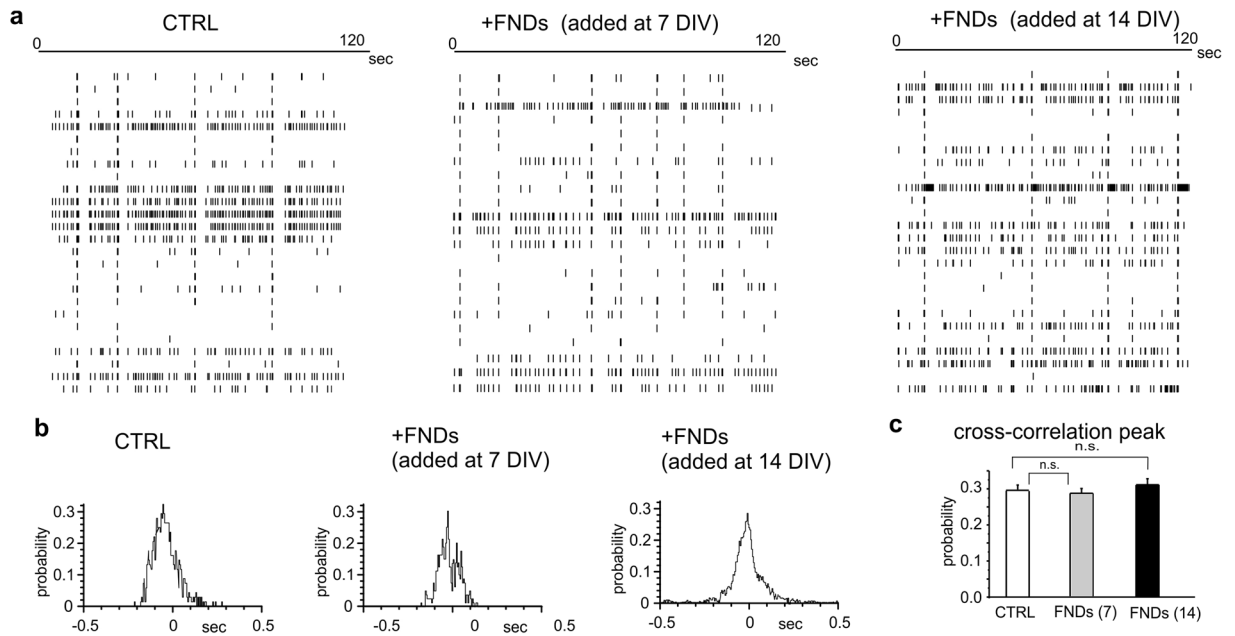 a
CTRL
+FNDs (added at 7 DIV)
+FNDs (added at 14 DIV)
0 120
sec
0 120
sec
0 120
sec
b
CTRL
+FNDs
(added at 7 DIV)
+FNDs
(added at 14 DIV)
probability
0.3
0.2
0.1
0
-0.5 0 sec 0.5
probability
0.3
0.2
0.1
0
-0.5 0 sec 0.5
probability
0.3
0.2
0.1
0
-0.5 0 sec 0.5
c
cross-correlation peak
n.s.
n.s.
probability
0.3
0.2
0.1
0.0
CTRL FNDs (7) FNDs (14)